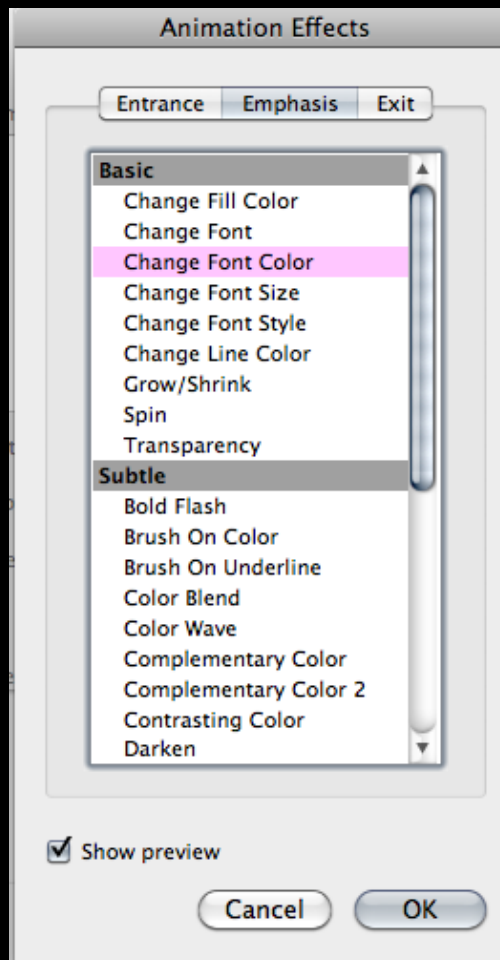 Animation Effects
Entrance Emphasis Exit
Basic
Change Fill Color
Change Font
Change Font Color
Change Font Size
Change Font Style
Change Line Color
Grow/Shrink
Spin
Transparency
Subtle
Bold Flash
Brush On Color
Brush On Underline
Color Blend
Color Wave
Complementary Color
Complementary Color 2
Contrasting Color
Darken
Show preview
Cancel OK